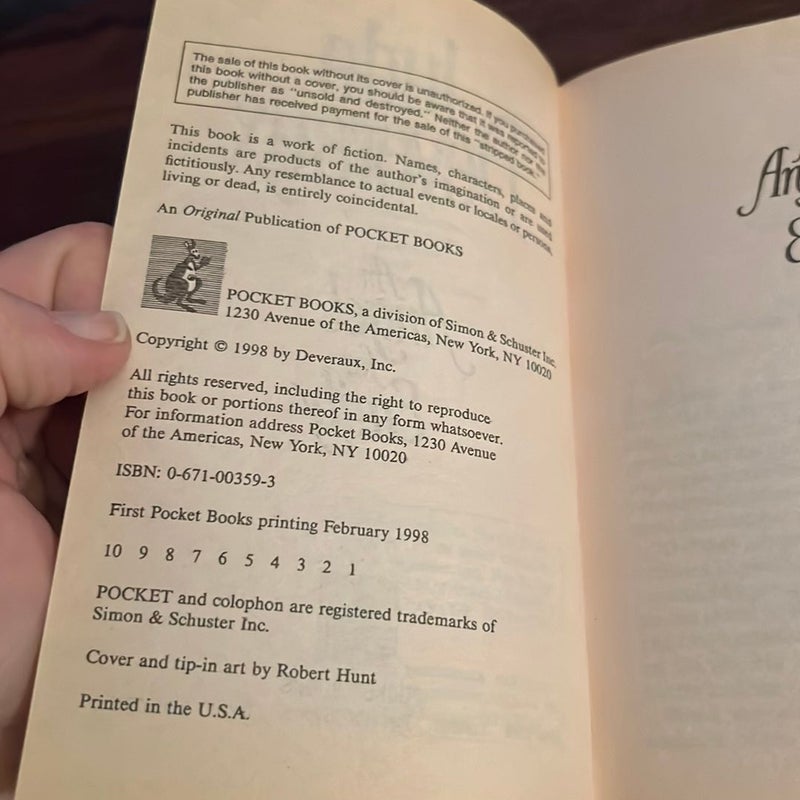 The sale of this book without its cover is unauthorized. If you purchased
this book without a cover, you should be aware that it was reported to
the publisher as "unsold and destroyed." Neither the author nor the
publisher has received payment for the sale of this "stripped book."
This book is a work of fiction. Names, characters, places and
incidents are products of the author's imagination or are used
fictitiously. Any resemblance to actual events or locales or persons,
living or dead, is entirely coincidental.
An Original Publication of POCKET BOOKS
POCKET BOOKS, a division of Simon & Schuster Inc.
1230 Avenue of the Americas, New York, NY 10020
Copyright © 1998 by Deveraux, Inc.
All rights reserved, including the right to reproduce
this book or portions thereof in any form whatsoever.
For information address Pocket Books, 1230 Avenue
of the Americas, New York, NY 10020
ISBN: 0-671-00359-3
First Pocket Books printing February 1998
10 9 8 7 6 5 4 3 2 1
POCKET and colophon are registered trademarks of
Simon & Schuster Inc.
Cover and tip-in art by Robert Hunt
Printed in the U.S.A.